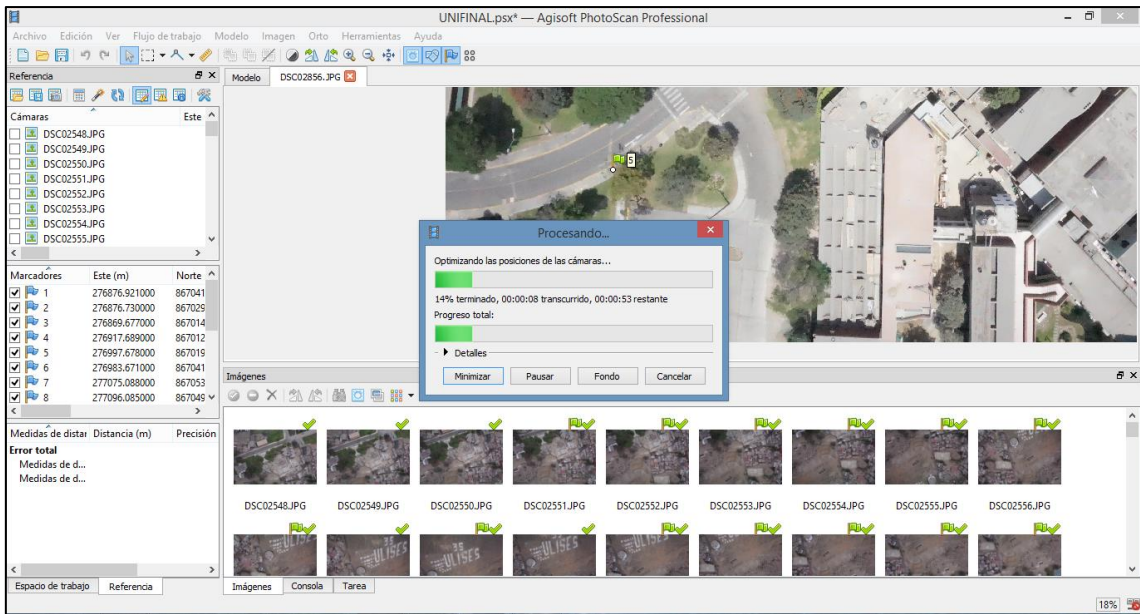 UNIFINAL.psx* — Agisoft PhotoScan Professional
Archivo Edición Ver Flujo de trabajo Modelo Imagen Orto Herramientas Ayuda
Referencia
Cámaras Este
DSC02548.JPG
DSC02549.JPG
DSC02550.JPG
DSC02551.JPG
DSC02552.JPG
DSC02553.JPG
DSC02554.JPG
DSC02555.JPG
Marcadores Este (m) Norte
1 276876.921000 867041
2 276876.730000 867029
3 276869.677000 867014
4 276917.689000 867012
5 276997.678000 867019
6 276983.671000 867041
7 277075.088000 867053
8 277096.085000 867049
Medidas de distar Distancia (m) Precisión
Error total
Medidas de d...
Medidas de d...
Espacio de trabajo Referencia
Modelo DSC02856.JPG
5
Procesando...
Optimizando las posiciones de las cámaras...
14% terminado, 00:00:08 transcurrido, 00:00:53 restante
Progreso total:
Detalles
Minimizar Pausar Fondo Cancelar
Imágenes
DSC02548.JPG DSC02549.JPG DSC02550.JPG DSC02551.JPG DSC02552.JPG DSC02553.JPG DSC02554.JPG DSC02555.JPG DSC02556.JPG
ULISES
35
ULISES
35
ULISES
ULISES
Imágenes Consola Tarea
18%